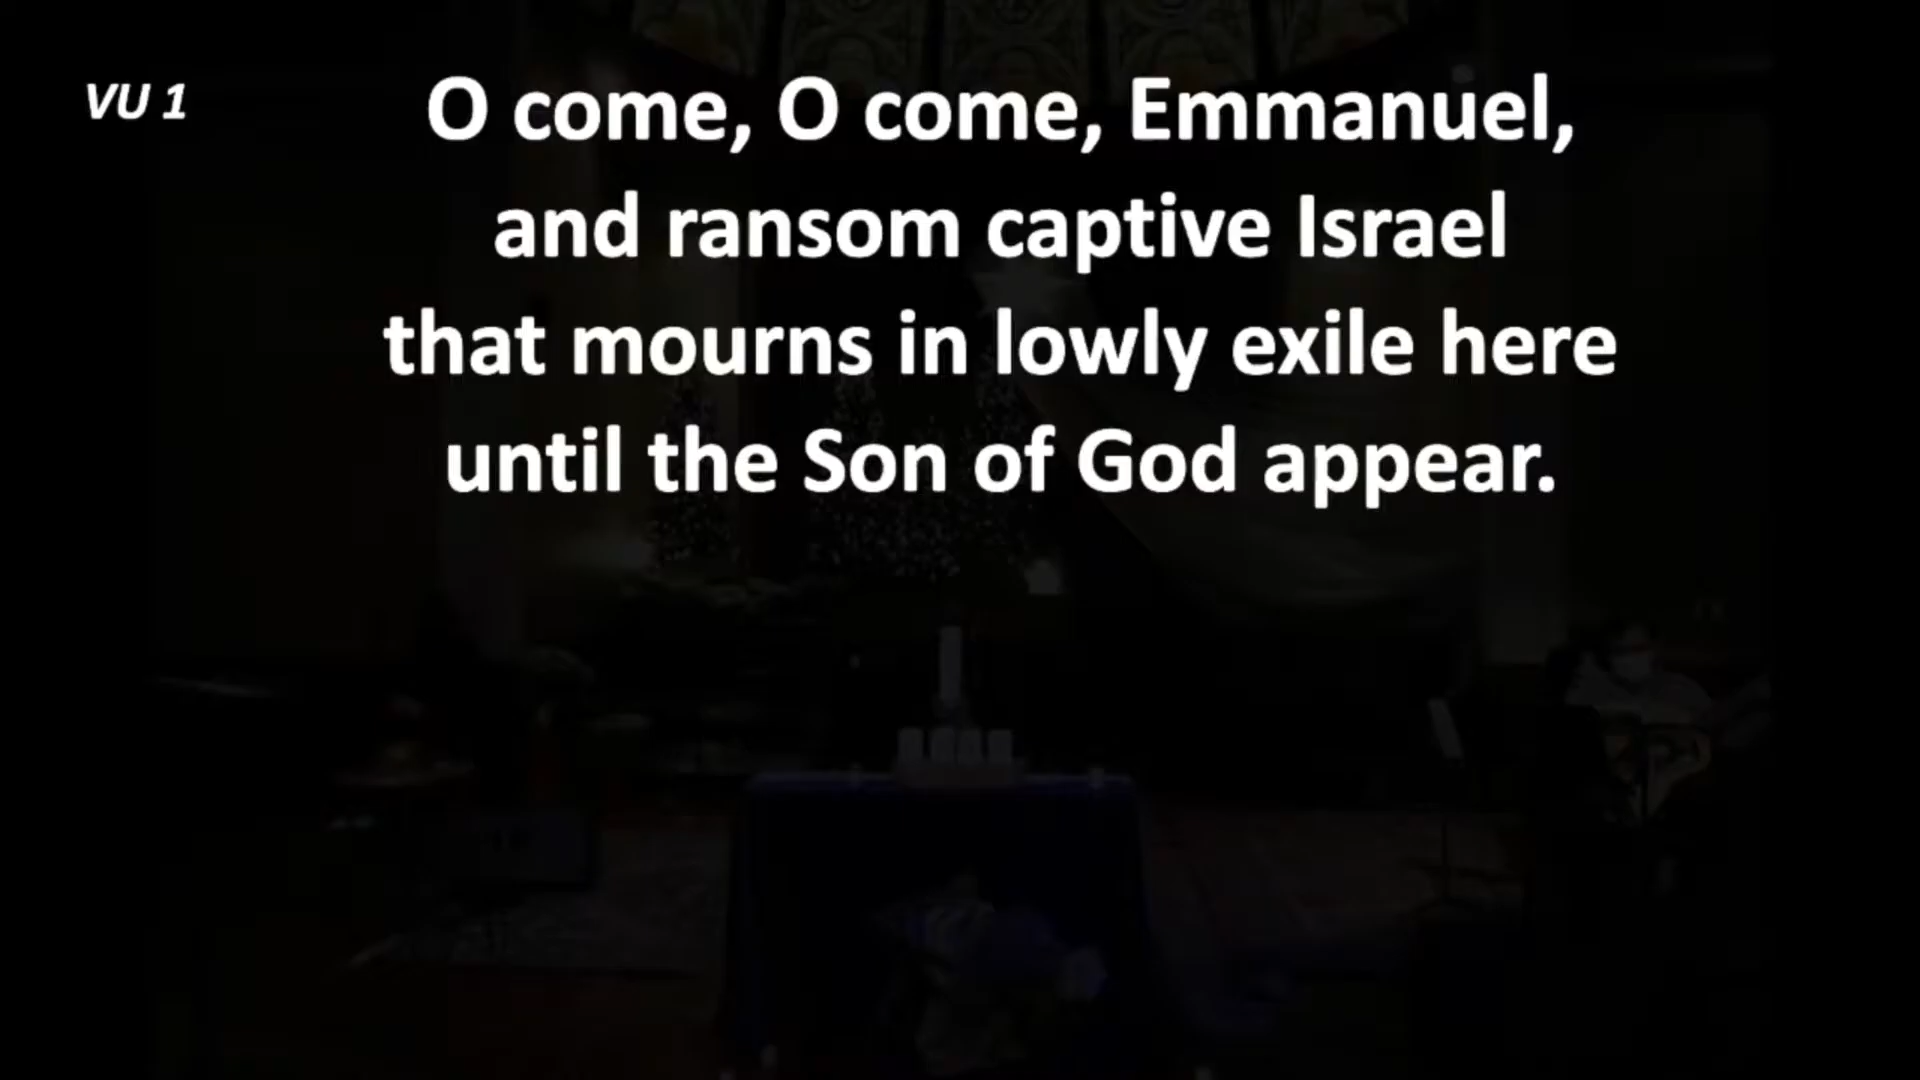 VU 1
O come, O come, Emmanuel,
and ransom captive Israel
that mourns in lowly exile here
until the Son of God appear.